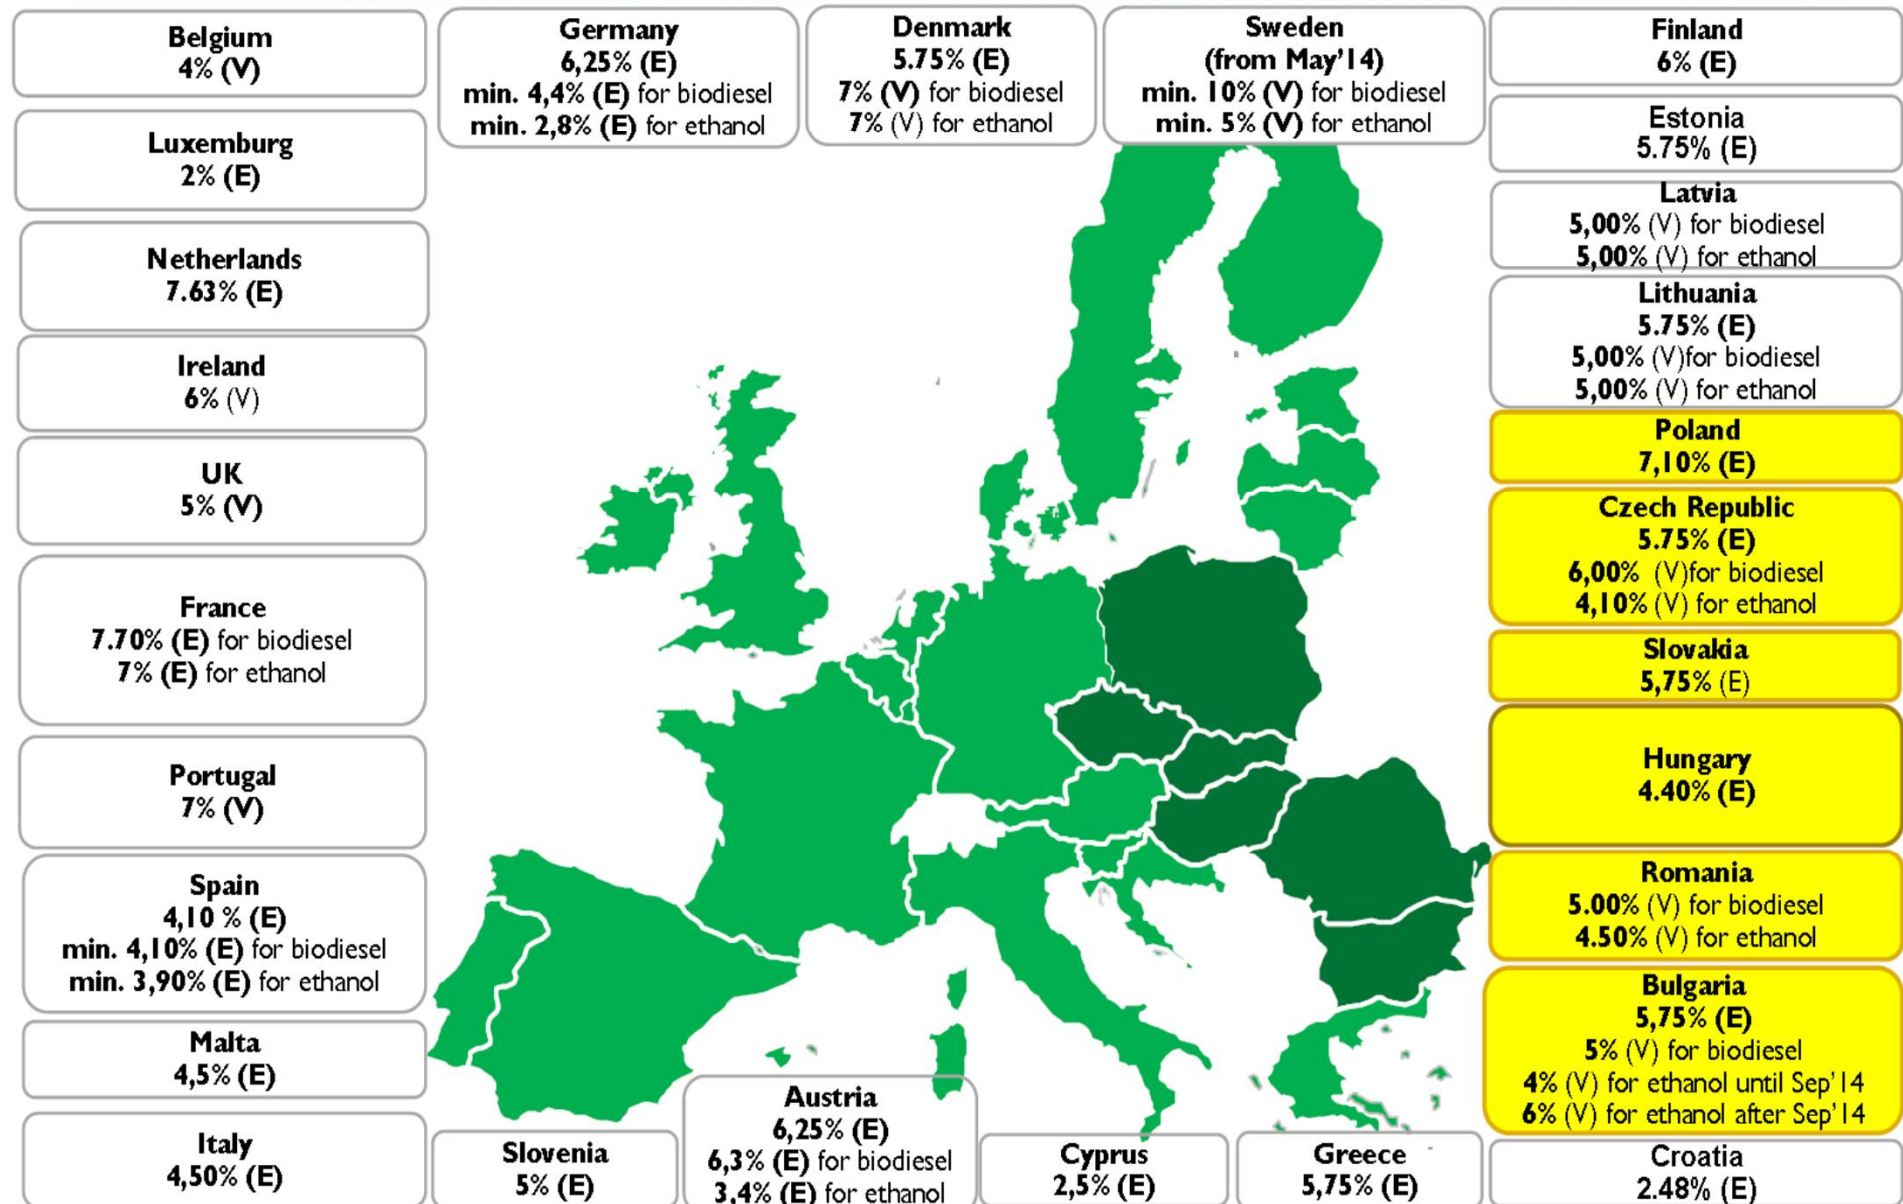 Belgium
4% (V)
Luxemburg
2% (E)
Netherlands
7.63% (E)
Ireland
6% (V)
UK
5% (V)
France
7.70% (E) for biodiesel
7% (E) for ethanol
Portugal
7% (V)
Spain
4,10 % (E)
min. 4,10% (E) for biodiesel
min. 3,90% (E) for ethanol
Malta
4,5% (E)
Italy
4,50% (E)
Germany
6,25% (E)
min. 4,4% (E) for biodiesel
min. 2,8% (E) for ethanol
Denmark
5.75% (E)
7% (V) for biodiesel
7% (V) for ethanol
Sweden
(from May'14)
min. 10% (V) for biodiesel
min. 5% (V) for ethanol
Slovenia
5% (E)
Austria
6,25% (E)
6,3% (E) for biodiesel
3,4% (E) for ethanol
Cyprus
2,5% (E)
Greece
5,75% (E)
Finland
6% (E)
Estonia
5.75% (E)
Latvia
5,00% (V) for biodiesel
5,00% (V) for ethanol
Lithuania
5.75% (E)
5,00% (V)for biodiesel
5,00% (V) for ethanol
Poland
7,10% (E)
Czech Republic
5.75% (E)
6,00% (V)for biodiesel
4,10% (V) for ethanol
Slovakia
5,75% (E)
Hungary
4.40% (E)
Romania
5.00% (V) for biodiesel
4.50% (V) for ethanol
Bulgaria
5,75% (E)
5% (V) for biodiesel
4% (V) for ethanol until Sep'14
6% (V) for ethanol after Sep'14
Croatia
2.48% (E)